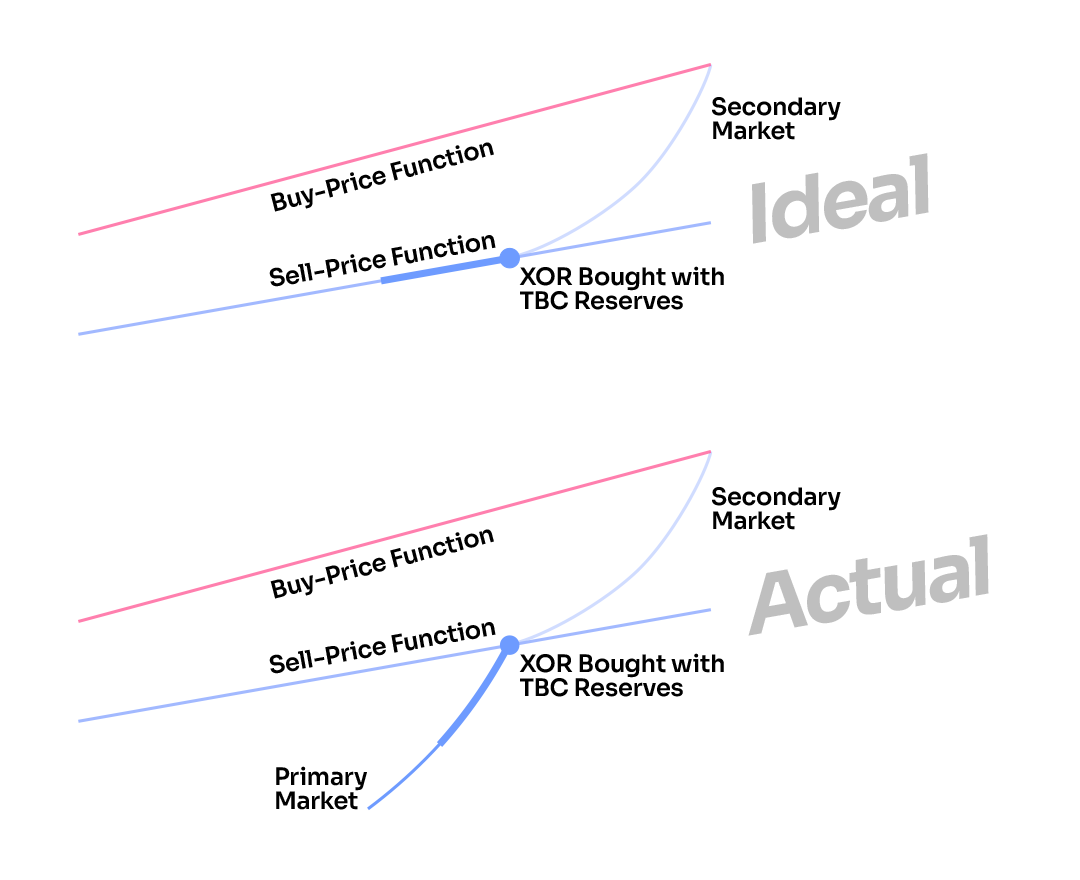 Secondary
Market
Buy-Price Function
Ideal
Sell-Price Function
XOR Bought with
TBC Reserves
Secondary
Market
Buy-Price Function
Actual
Sell-Price Function
XOR Bought with
TBC Reserves
Primary
Market